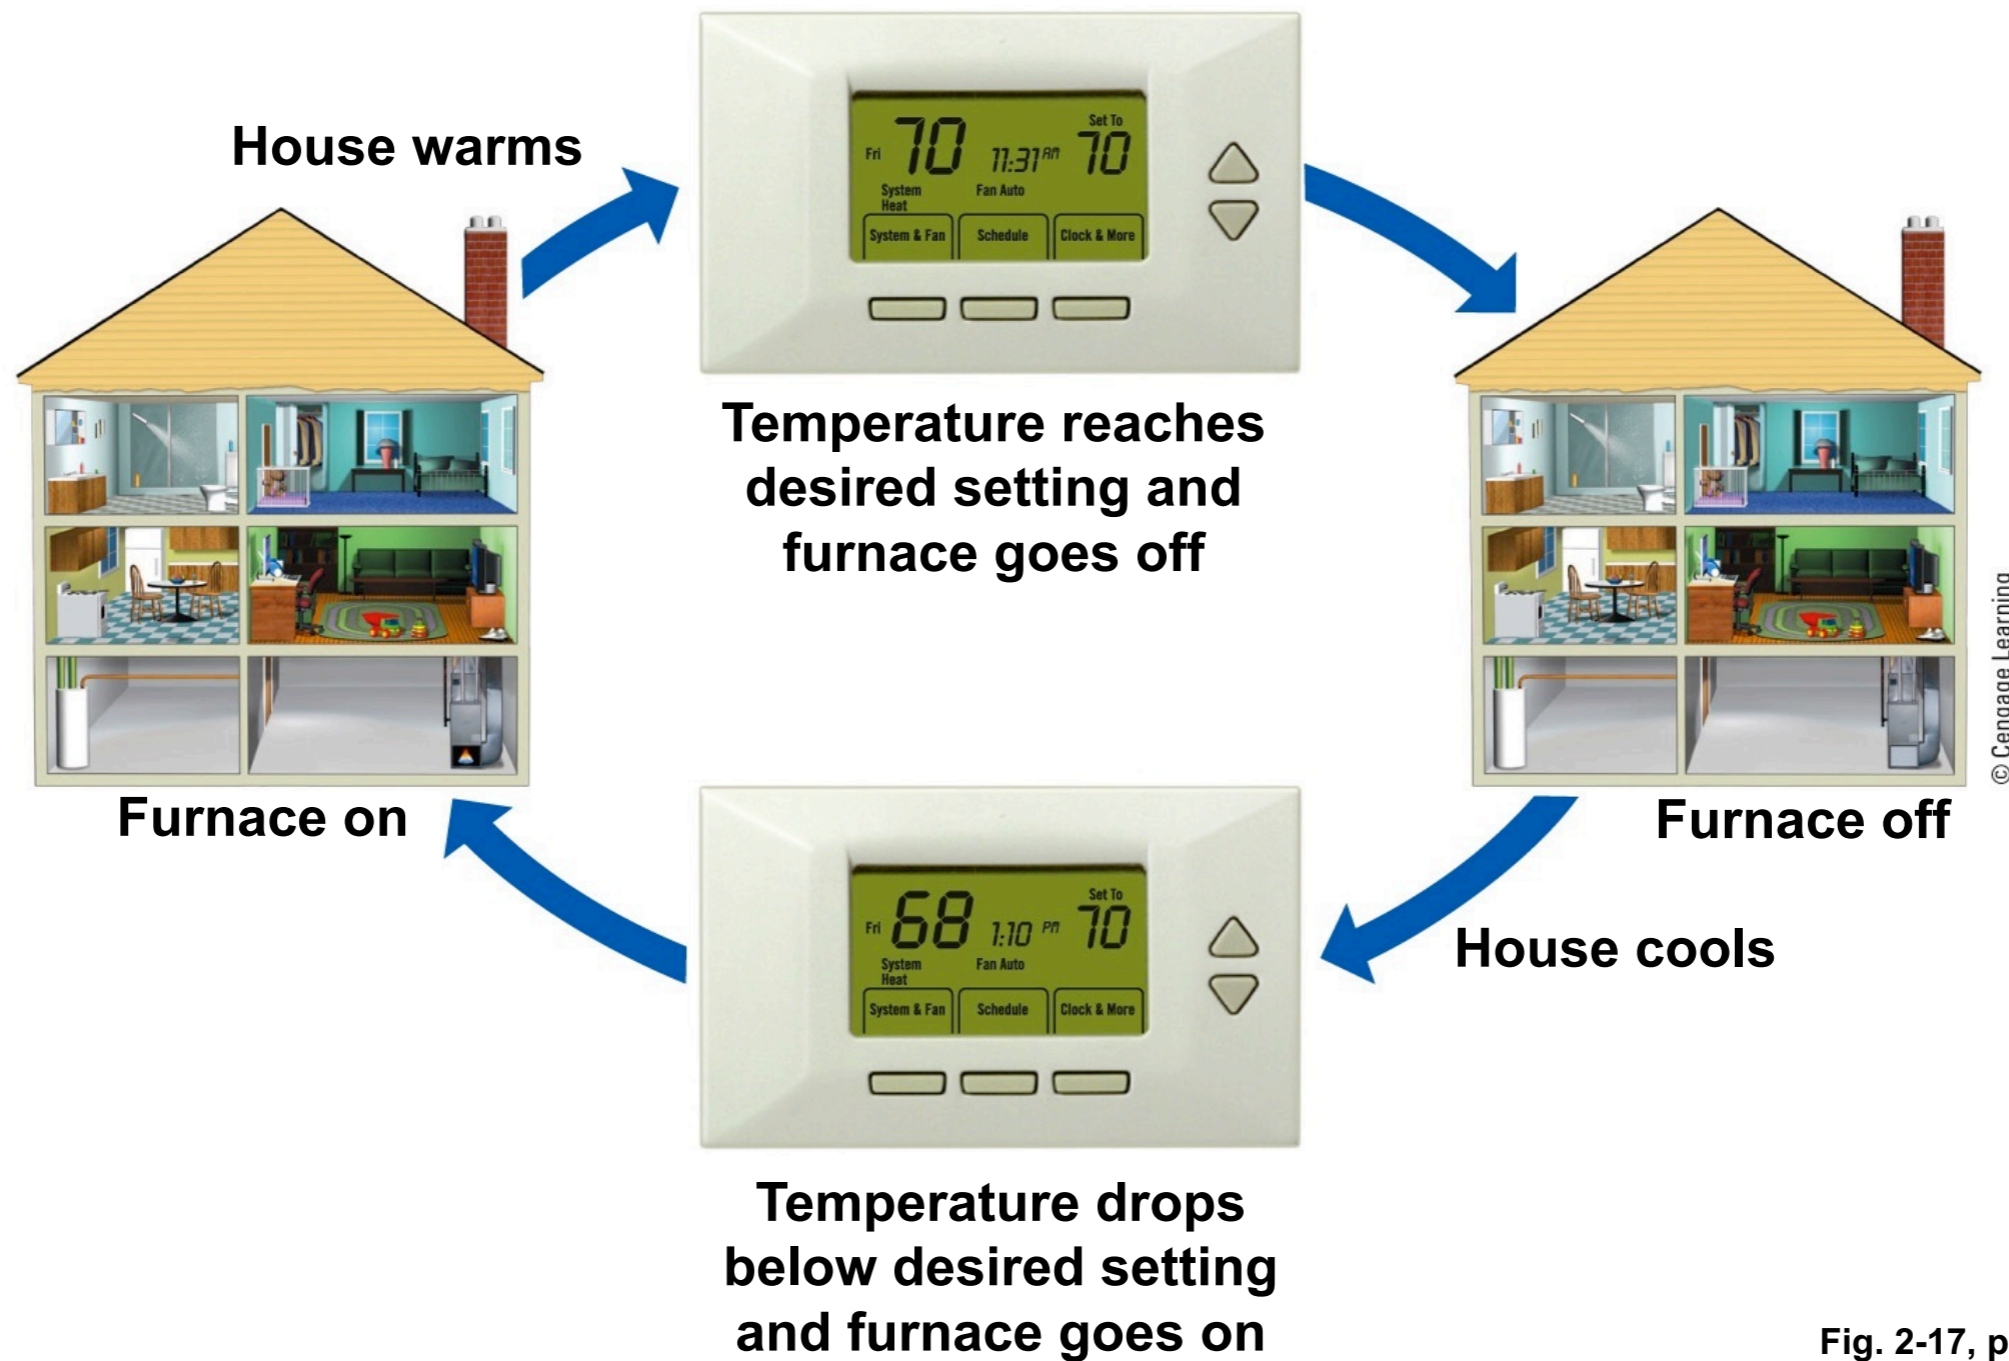 House warms
Fri 70 11:31 AM Set To 70
System Heat
Fan Auto
System & Fan Schedule Clock & More
Temperature reaches
desired setting and
furnace goes off
Furnace on
Furnace off
© Cengage Learning
Fri 68 1:10 PM Set To 70
System Heat
Fan Auto
System & Fan Schedule Clock & More
House cools
Temperature drops
below desired setting
and furnace goes on
Fig. 2-17, p